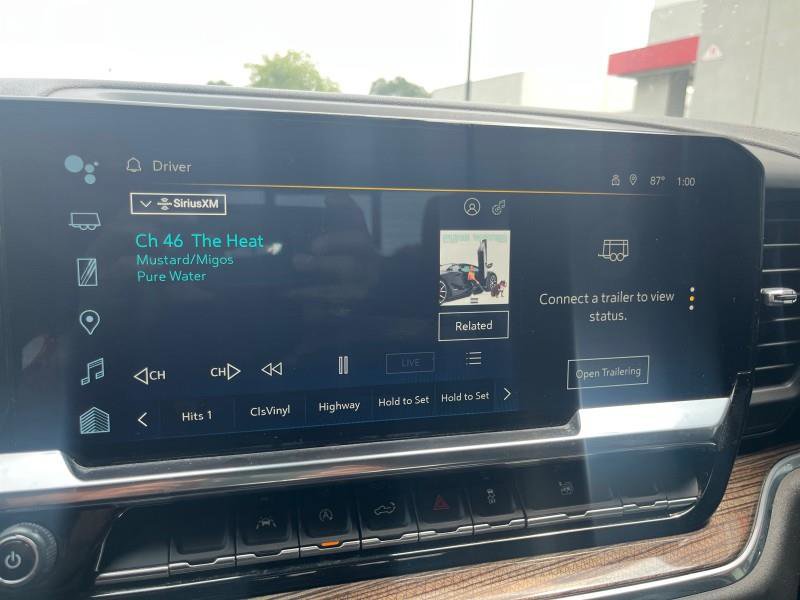 Driver
87° 1:00
SiriusXM
Ch 46 The Heat
Mustard/Migos
Pure Water
Related
Connect a trailer to view
status.
Open Trailering
CH
CH
LIVE
Hits 1
ClsVinyl
Highway
Hold to Set
Hold to Set